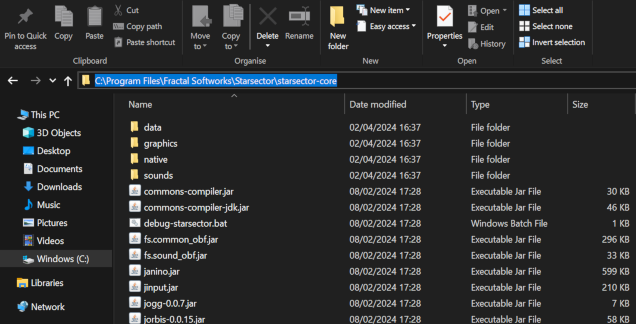 Pin to Quick access
Copy
Paste
Cut
Copy path
Paste shortcut
Move to
Copy to
Delete
Rename
New folder
New item
Easy access
Properties
Open
Edit
History
Select all
Select none
Invert selection
Clipboard
Organise
New
Open
Select
C:\Program Files\Fractal Softworks\Starsector\starsector-core
Name Date modified Type Size
This PC
3D Objects
Desktop
Documents
Downloads
Music
Pictures
Videos
Windows (C:)
Libraries
Network
data 02/04/2024 16:37 File folder
graphics 02/04/2024 16:37 File folder
native 02/04/2024 16:37 File folder
sounds 02/04/2024 16:37 File folder
commons-compiler.jar 08/02/2024 17:28 Executable Jar File 30 KB
commons-compiler-jdk.jar 08/02/2024 17:28 Executable Jar File 46 KB
debug-starsector.bat 08/02/2024 17:28 Windows Batch File 1 KB
fs.common_obf.jar 08/02/2024 17:28 Executable Jar File 296 KB
fs.sound_obf.jar 08/02/2024 17:28 Executable Jar File 33 KB
janino.jar 08/02/2024 17:28 Executable Jar File 599 KB
jinput.jar 08/02/2024 17:28 Executable Jar File 210 KB
jogg-0.0.7.jar 08/02/2024 17:28 Executable Jar File 7 KB
jorbis-0.0.15.jar 08/02/2024 17:28 Executable Jar File 58 KB